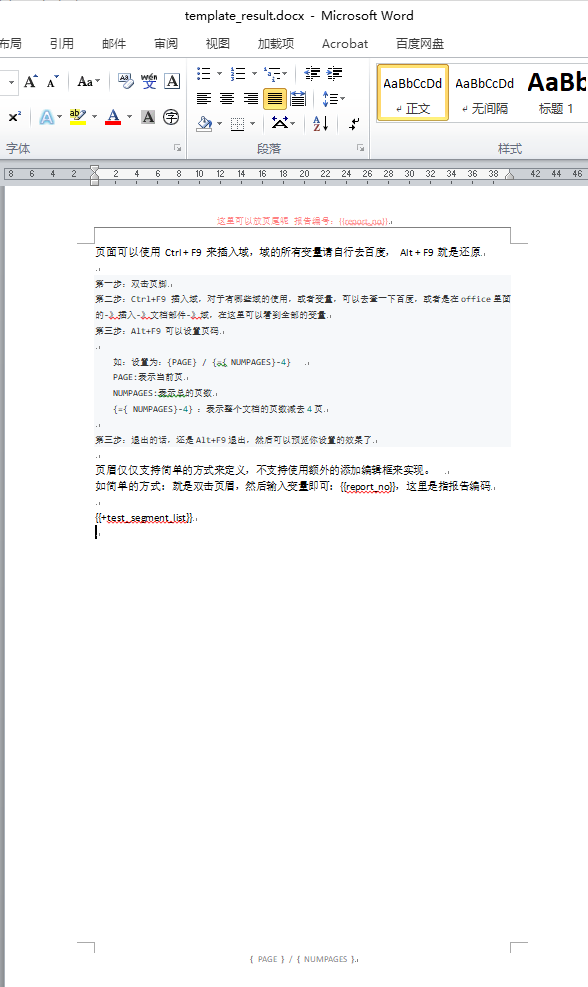 template_result.docx - Microsoft Word
布局 引用 邮件 审阅 视图 加载项 Acrobat 百度网盘
AaBbCcDd AaBbCcDd AaBb
正文 无间隔 标题 1
字体 段落 样式
8 6 4 2 2 4 6 8 10 12 14 16 18 20 22 24 26 28 30 32 34 36 38 42 44 46
这里可以放页尾呢 报告编号：{{report_no}}
页面可以使用 Ctrl + F9 来插入域，域的所有变量请自行去百度， Alt + F9 就是还原
第一步：双击页脚
第二步：Ctrl+F9 插入域，对于有哪些域的使用，或者变量，可以去查一下百度，或者是在 office 里面
的-》插入-》文档部件-》域，在这里可以看到全部的变量
第三步：Alt+F9 可以设置页码
如：设置为：{PAGE} / {={ NUMPAGES}-4}
PAGE:表示当前页
NUMPAGES:表示总的页数
{={ NUMPAGES}-4} ：表示整个文档的页数减去 4 页
第三步：退出的话，还是 Alt+F9 退出，然后可以预览你设置的效果了
页眉仅仅支持简单的方式来定义，不支持使用额外的添加编辑框来实现。
如简单的方式：就是双击页眉，然后输入变量即可：{{report_no}}，这里是指报告编码
{{+test_segment_list}}
{ PAGE } / { NUMPAGES }